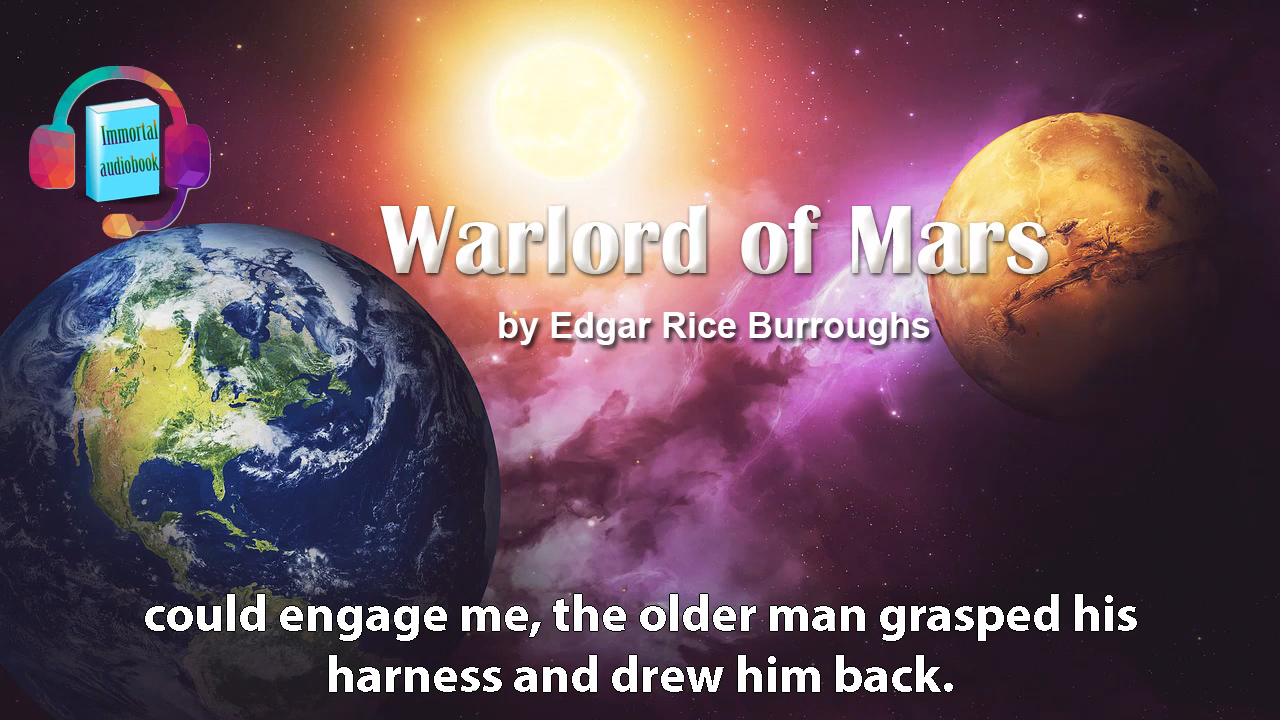 Immortal
audiobook
Warlord of Mars
by Edgar Rice Burroughs
could engage me, the older man grasped his
harness and drew him back.